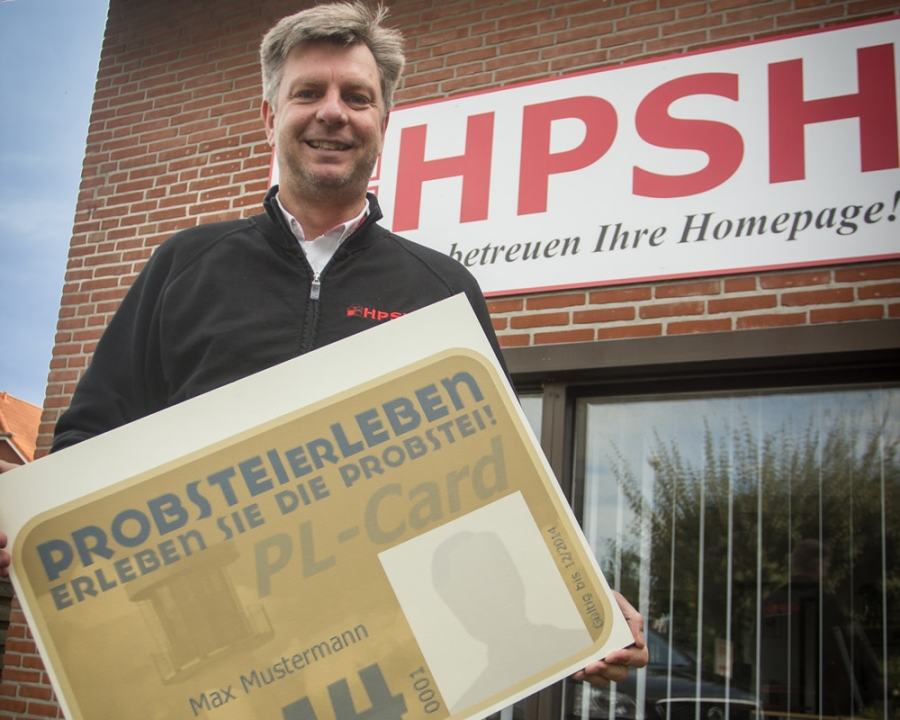 HPSH
betreuen Ihre Homepage!
HPSH
PROBSTEIERLEBEN
ERLEBEN SIE DIE PROBSTEI!
PL-Card
Gültig bis 12/2014
Max Mustermann
14
0001